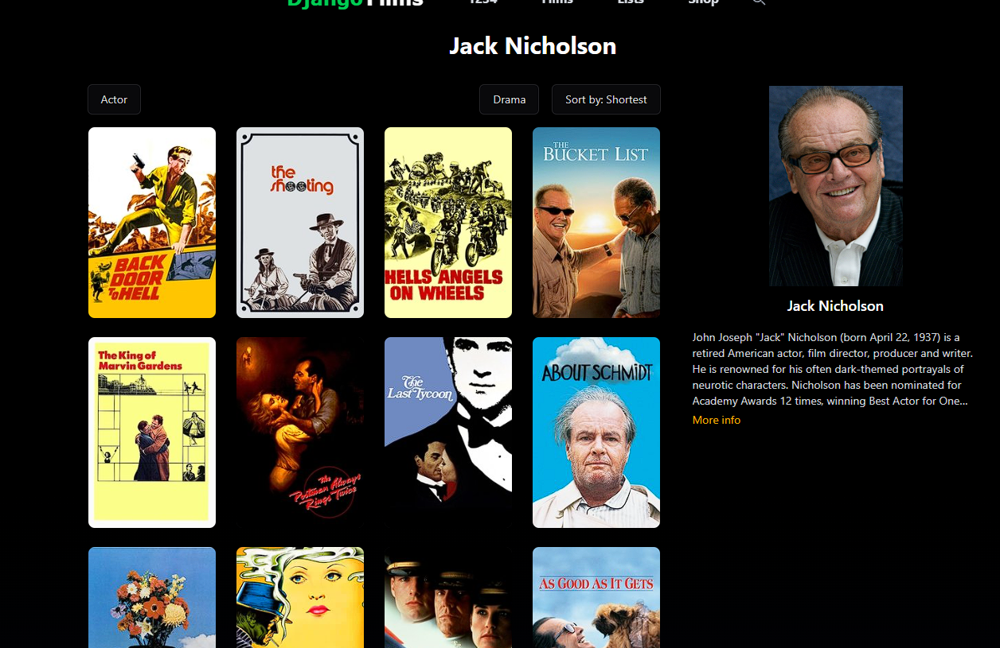 DjangoFilms
1234 Films Lists Shop
Jack Nicholson
Actor
Drama
Sort by: Shortest
BACK
DOOR
TO HELL
the
shooting
HELLS ANGELS
ON WHEELS
THE
BUCKET LIST
The King of
Marvin Gardens
The
Postman Always
Rings Twice
The
Last Tycoon
ABOUT SCHMIDT
AS GOOD AS IT GETS
Jack Nicholson
John Joseph "Jack" Nicholson (born April 22, 1937) is a
retired American actor, film director, producer and writer.
He is renowned for his often dark-themed portrayals of
neurotic characters. Nicholson has been nominated for
Academy Awards 12 times, winning Best Actor for One...
More info